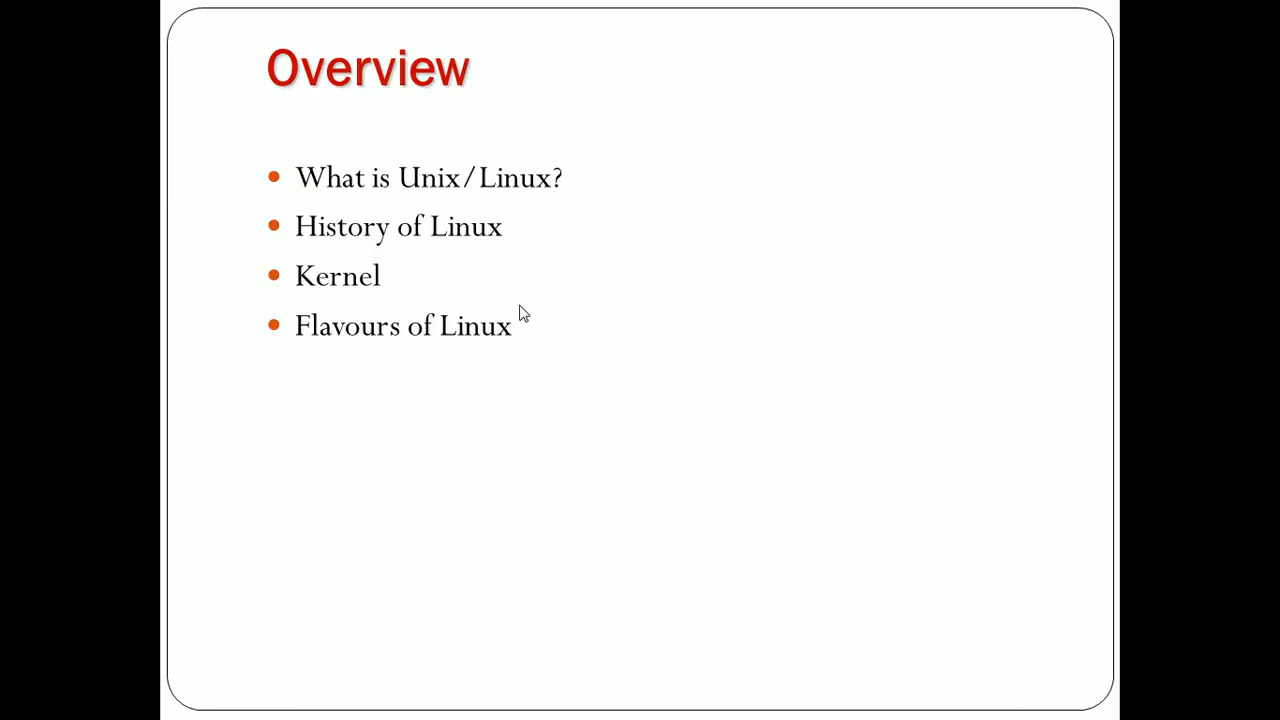 Overview
What is Unix/Linux?
History of Linux
Kernel
Flavours of Linux